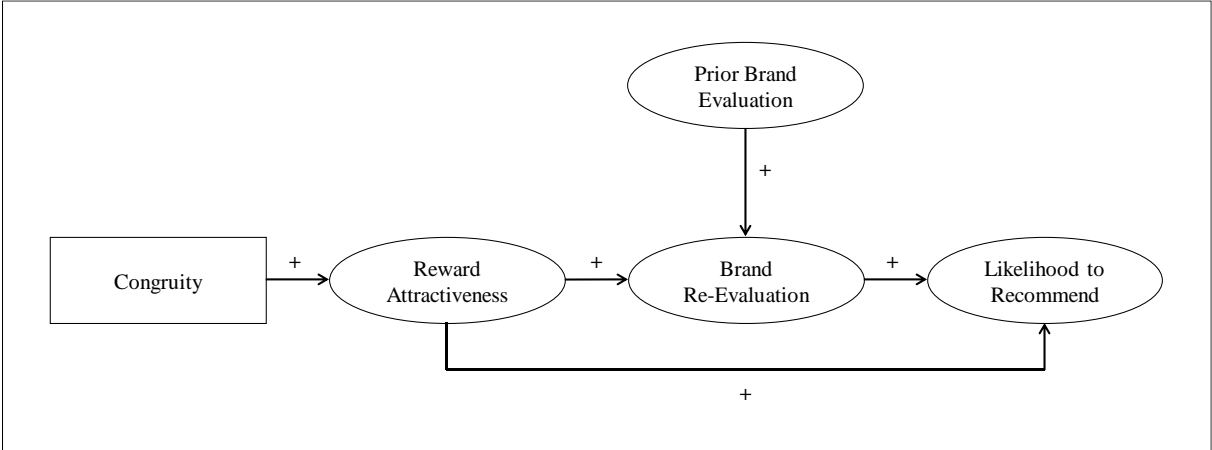 Prior Brand
Evaluation
+
Congruity
+
Reward
Attractiveness
+
Brand
Re-Evaluation
+
Likelihood to
Recommend
+